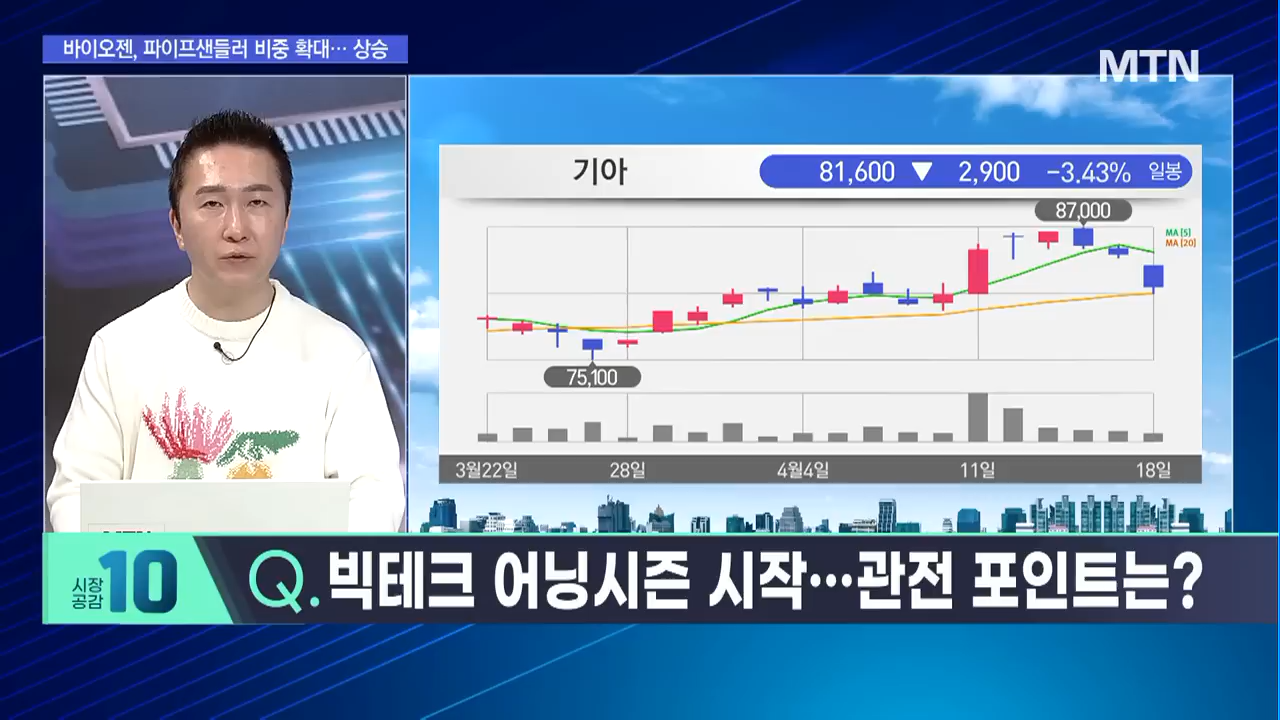 바이오젠, 파이프샌들러 비중 확대… 상승
MTN
기아
81,600 ▼ 2,900 -3.43% 일봉
87,000
MA [5]
MA [20]
75,100
3월22일 28일 4월4일 11일 18일
시장
공감
10
Q. 빅테크 어닝시즌 시작…관전 포인트는?